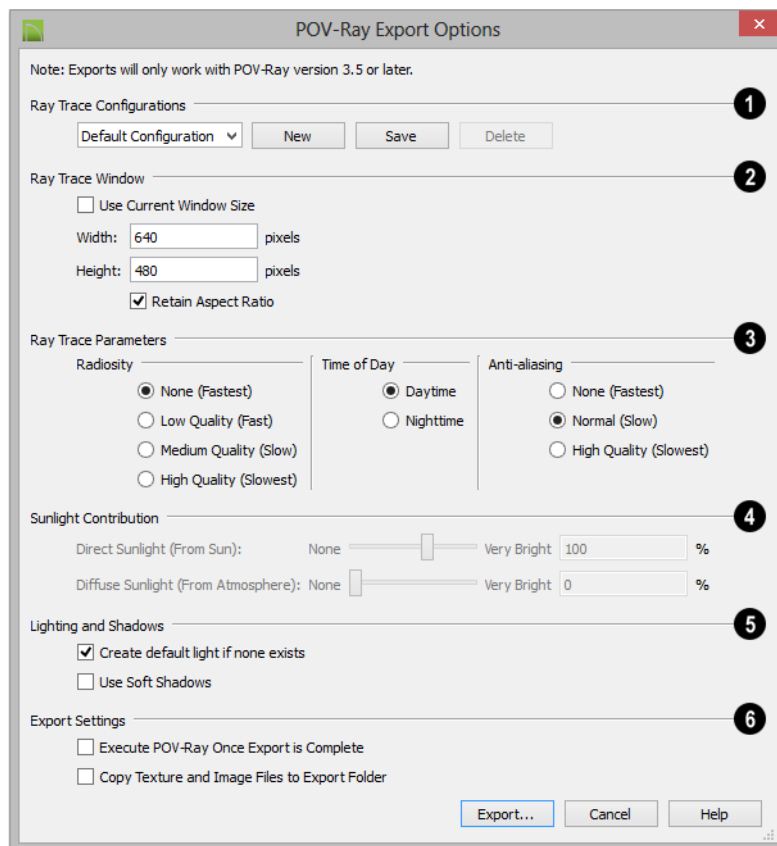 POV-Ray Export Options
Note: Exports will only work with POV-Ray version 3.5 or later.
Ray Trace Configurations 1
Default Configuration New Save Delete
Ray Trace Window 2
Use Current Window Size
Width: 640 pixels
Height: 480 pixels
Retain Aspect Ratio
Ray Trace Parameters 3
Radiosity Time of Day Anti-aliasing
None (Fastest) Daytime None (Fastest)
Low Quality (Fast) Nighttime Normal (Slow)
Medium Quality (Slow) High Quality (Slowest)
High Quality (Slowest)
Sunlight Contribution 4
Direct Sunlight (From Sun): None Very Bright 100 %
Diffuse Sunlight (From Atmosphere): None Very Bright 0 %
Lighting and Shadows 5
Create default light if none exists
Use Soft Shadows
Export Settings 6
Execute POV-Ray Once Export is Complete
Copy Texture and Image Files to Export Folder
Export... Cancel Help